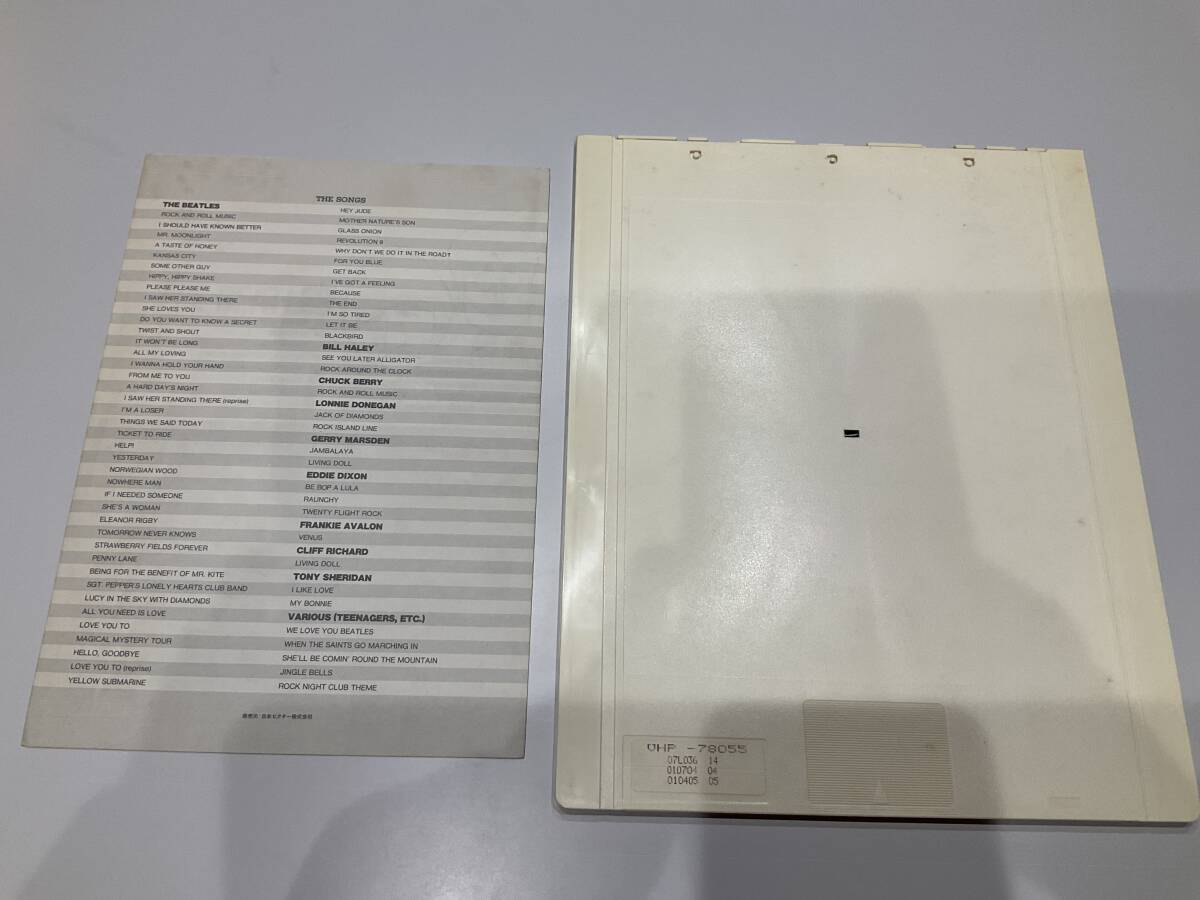 THE SONGS
THE BEATLES
ROCK AND ROLL MUSIC
I SHOULD HAVE KNOWN BETTER
MR. MOONLIGHT
A TASTE OF HONEY
KANSAS CITY
SOME OTHER GUY
HIPPY, HIPPY SHAKE
PLEASE PLEASE ME
I SAW HER STANDING THERE
SHE LOVES YOU
DO YOU WANT TO KNOW A SECRET
TWIST AND SHOUT
IT WON'T BE LONG
ALL MY LOVING
I WANNA HOLD YOUR HAND
FROM ME TO YOU
A HARD DAY'S NIGHT
I SAW HER STANDING THERE (reprise)
I'M A LOSER
THINGS WE SAID TODAY
TICKET TO RIDE
HELP!
YESTERDAY
NORWEGIAN WOOD
NOWHERE MAN
IF I NEEDED SOMEONE
SHE'S A WOMAN
ELEANOR RIGBY
TOMORROW NEVER KNOWS
STRAWBERRY FIELDS FOREVER
PENNY LANE
BEING FOR THE BENEFIT OF MR. KITE
SGT. PEPPER'S LONELY HEARTS CLUB BAND
LUCY IN THE SKY WITH DIAMONDS
ALL YOU NEED IS LOVE
LOVE YOU TO
MAGICAL MYSTERY TOUR
HELLO, GOODBYE
LOVE YOU TO (reprise)
YELLOW SUBMARINE
HEY JUDE
MOTHER NATURE'S SON
GLASS ONION
REVOLUTION 9
WHY DON'T WE DO IT IN THE ROAD?
FOR YOU BLUE
GET BACK
I'VE GOT A FEELING
BECAUSE
THE END
I'M SO TIRED
LET IT BE
BLACKBIRD
BILL HALEY
SEE YOU LATER ALLIGATOR
ROCK AROUND THE CLOCK
CHUCK BERRY
ROCK AND ROLL MUSIC
LONNIE DONEGAN
JACK OF DIAMONDS
ROCK ISLAND LINE
GERRY MARSDEN
JAMBALAYA
LIVING DOLL
EDDIE DIXON
BE BOP A LULA
RAUNCHY
TWENTY FLIGHT ROCK
FRANKIE AVALON
VENUS
CLIFF RICHARD
LIVING DOLL
TONY SHERIDAN
I LIKE LOVE
MY BONNIE
VARIOUS (TEENAGERS, ETC.)
WE LOVE YOU BEATLES
WHEN THE SAINTS GO MARCHING IN
SHE'LL BE COMIN' ROUND THE MOUNTAIN
JINGLE BELLS
ROCK NIGHT CLUB THEME
発売元 日本ビクター株式会社
VHP -78055
07L036 14
010704 04
010405 05